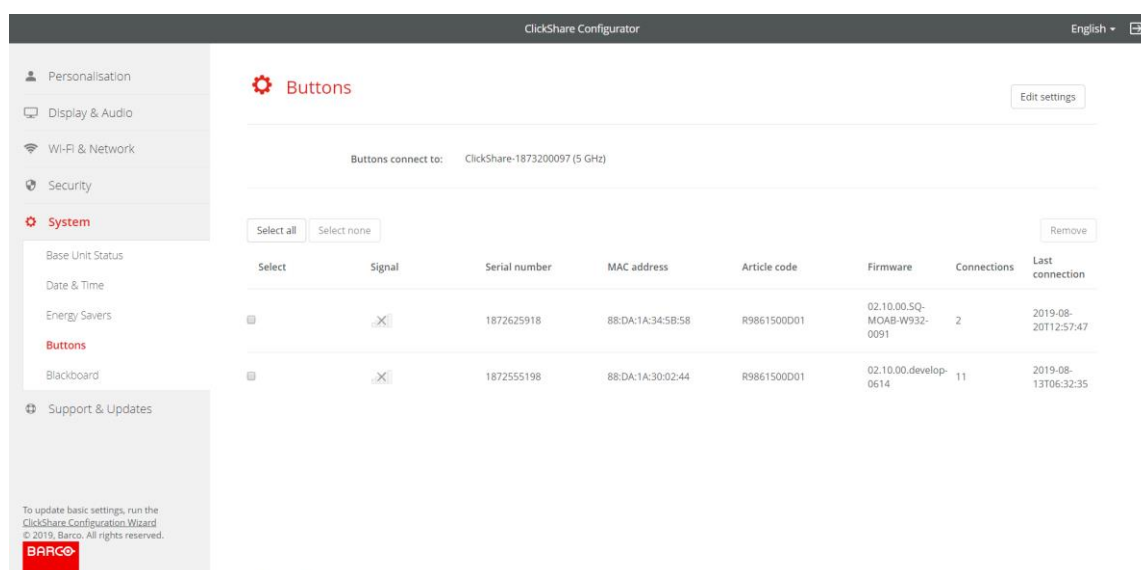 ClickShare Configurator
English
Personalisation
Display & Audio
Wi-Fi & Network
Security
System
Base Unit Status
Date & Time
Energy Savers
Buttons
Blackboard
Support & Updates
To update basic settings, run the
ClickShare Configuration Wizard
© 2019, Barco. All rights reserved.
BARCO
Buttons
Edit settings
Buttons connect to: ClickShare-1873200097 (5 GHz)
Select all Select none Remove
Select Signal Serial number MAC address Article code Firmware Connections Last
connection
1872625918 88:DA:1A:34:5B:58 R9861500D01 02.10.00.SQ-
MOAB-W932-
0091 2 2019-08-
20T12:57:47
1872555198 88:DA:1A:30:02:44 R9861500D01 02.10.00.develop-
0614 11 2019-08-
13T06:32:35